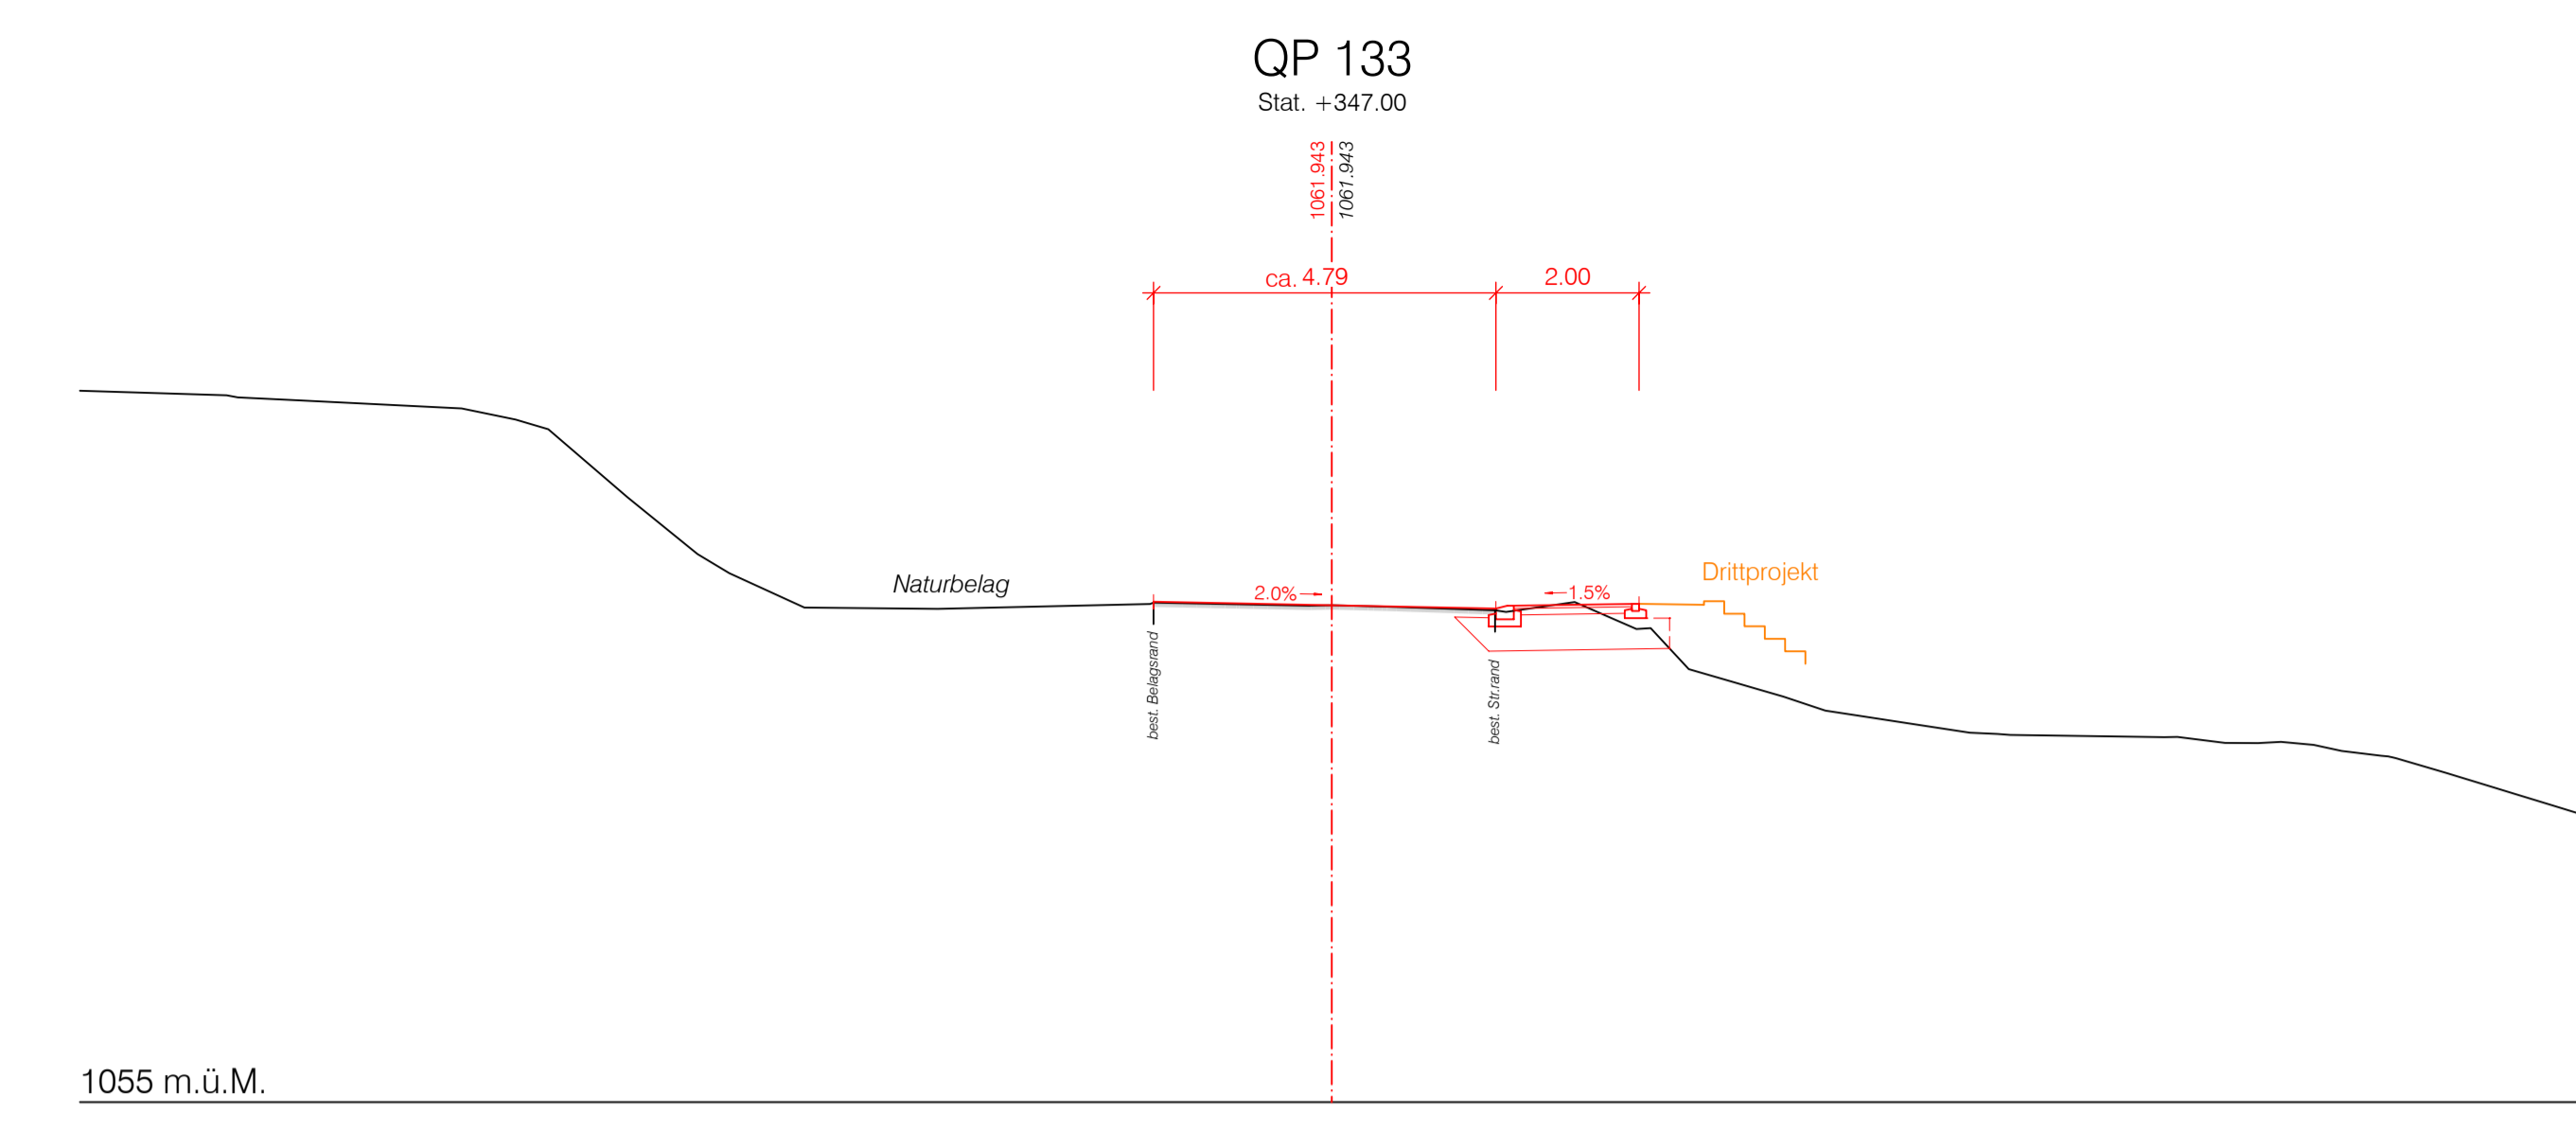 QP 133
Stat. +347.00
1061.943
1061.943
ca. 4.79
2.00
Naturbelag
2.0%
1.5%
Drittprojekt
best. Belagsrand
best. Str.rand
1055 m.ü.M.